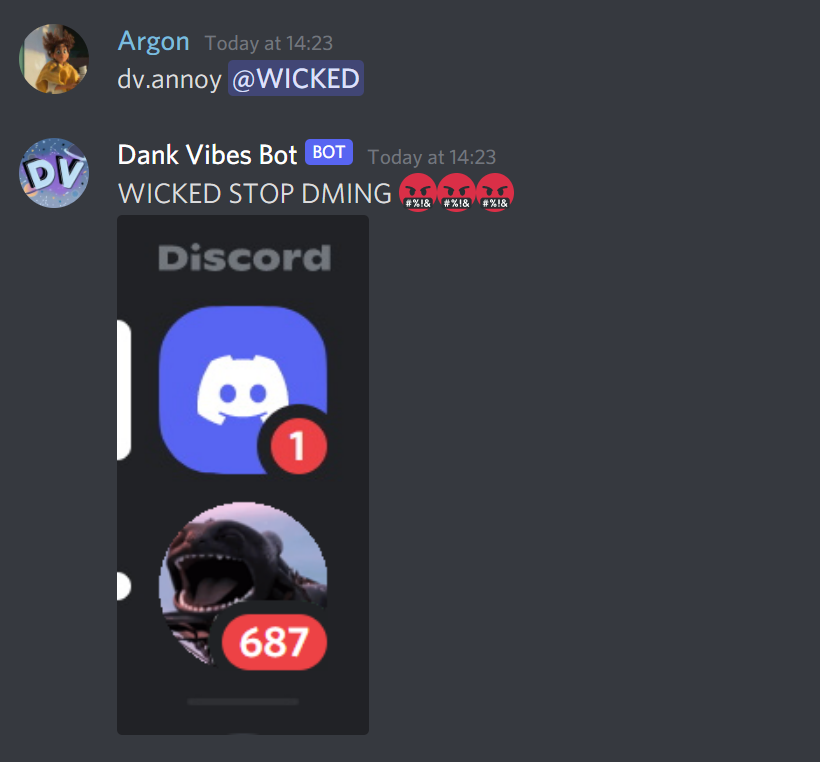 Argon Today at 14:23
dv.annoy @WICKED
DV
Dank Vibes Bot BOT Today at 14:23
WICKED STOP DMING #%!& #%!& #%!&
Discord
1
687